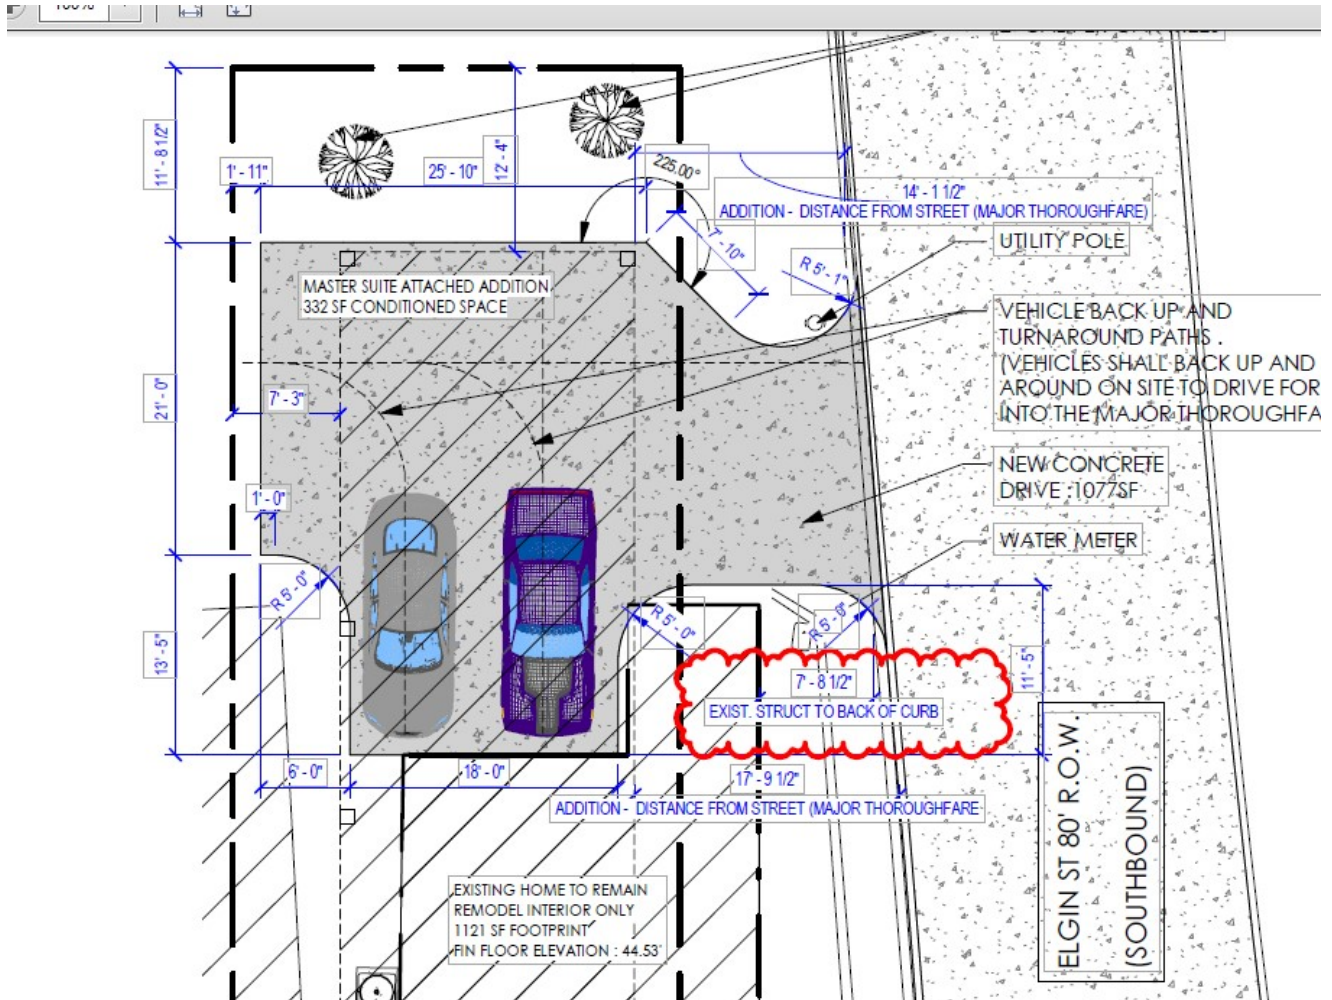 100%
11' - 8 1/2"
1' - 11"
25' - 10"
12' - 4"
225.00°
14' - 1 1/2"
ADDITION - DISTANCE FROM STREET (MAJOR THOROUGHFARE)
7' - 10"
R 5' - 1"
UTILITY POLE
MASTER SUITE ATTACHED ADDITION
332 SF CONDITIONED SPACE
VEHICLE BACK UP AND
TURNAROUND PATHS .
(VEHICLES SHALL BACK UP AND
AROUND ON SITE TO DRIVE FOR
INTO THE MAJOR THOROUGHFA
21' - 0"
7' - 3"
NEW CONCRETE
DRIVE :1077SF
1' - 0"
WATER METER
R 5' - 0"
R 5' - 0"
R 5' - 0"
13' - 5"
11' - 5"
7' - 8 1/2"
EXIST. STRUCT TO BACK OF CURB
6' - 0"
18' - 0"
17' - 9 1/2"
ADDITION - DISTANCE FROM STREET (MAJOR THOROUGHFARE
ELGIN ST 80' R.O.W.
(SOUTHBOUND)
EXISTING HOME TO REMAIN
REMODEL INTERIOR ONLY
1121 SF FOOTPRINT
FIN FLOOR ELEVATION : 44.53'